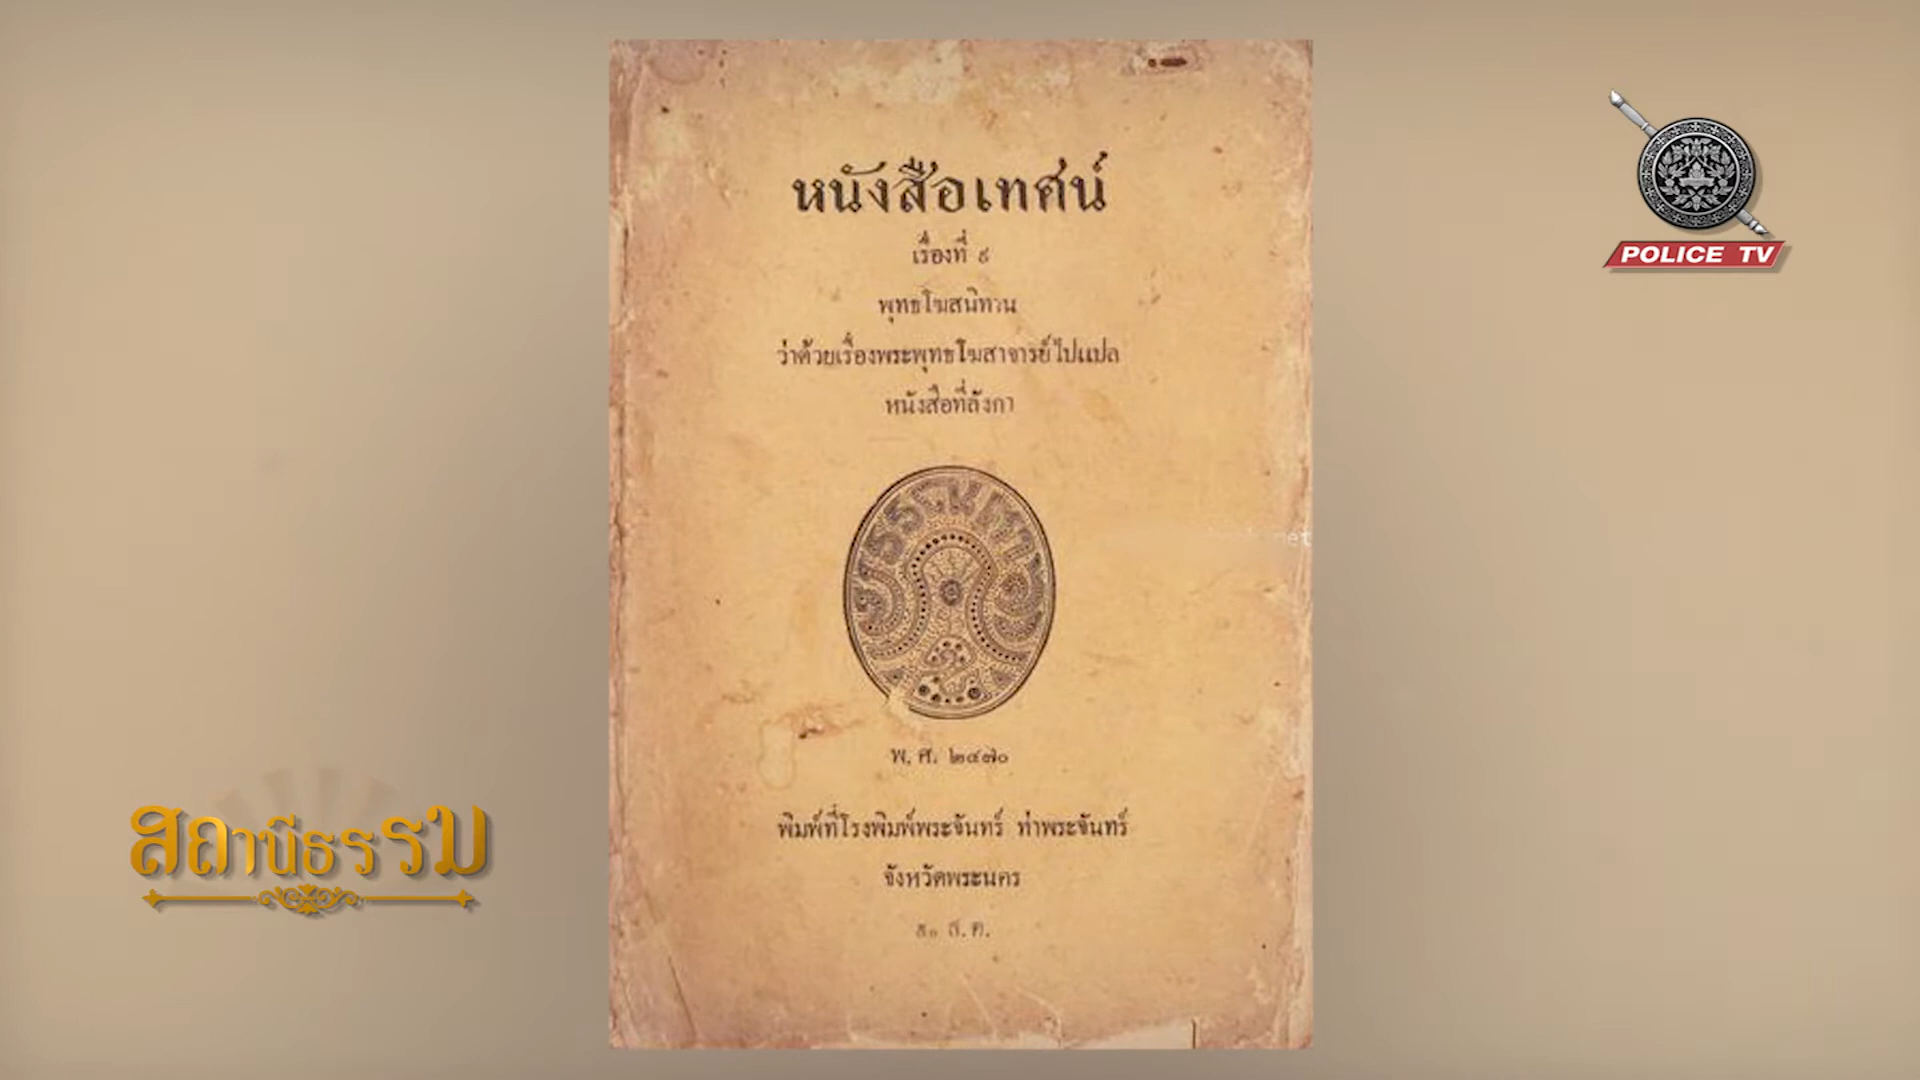 หนังสือเทศน์
เรื่องที่ ๙
พุทธโฆสนิทาน
ว่าด้วยเรื่องพระพุทธโฆสาจารย์ไปแปล
หนังสือที่ลังกา
พ. ศ. ๒๔๗๐
พิมพ์ที่โรงพิมพ์พระจันทร์ ท่าพระจันทร์
จังหวัดพระนคร
ส.ต.
POLICE TV
สถานีธรรม